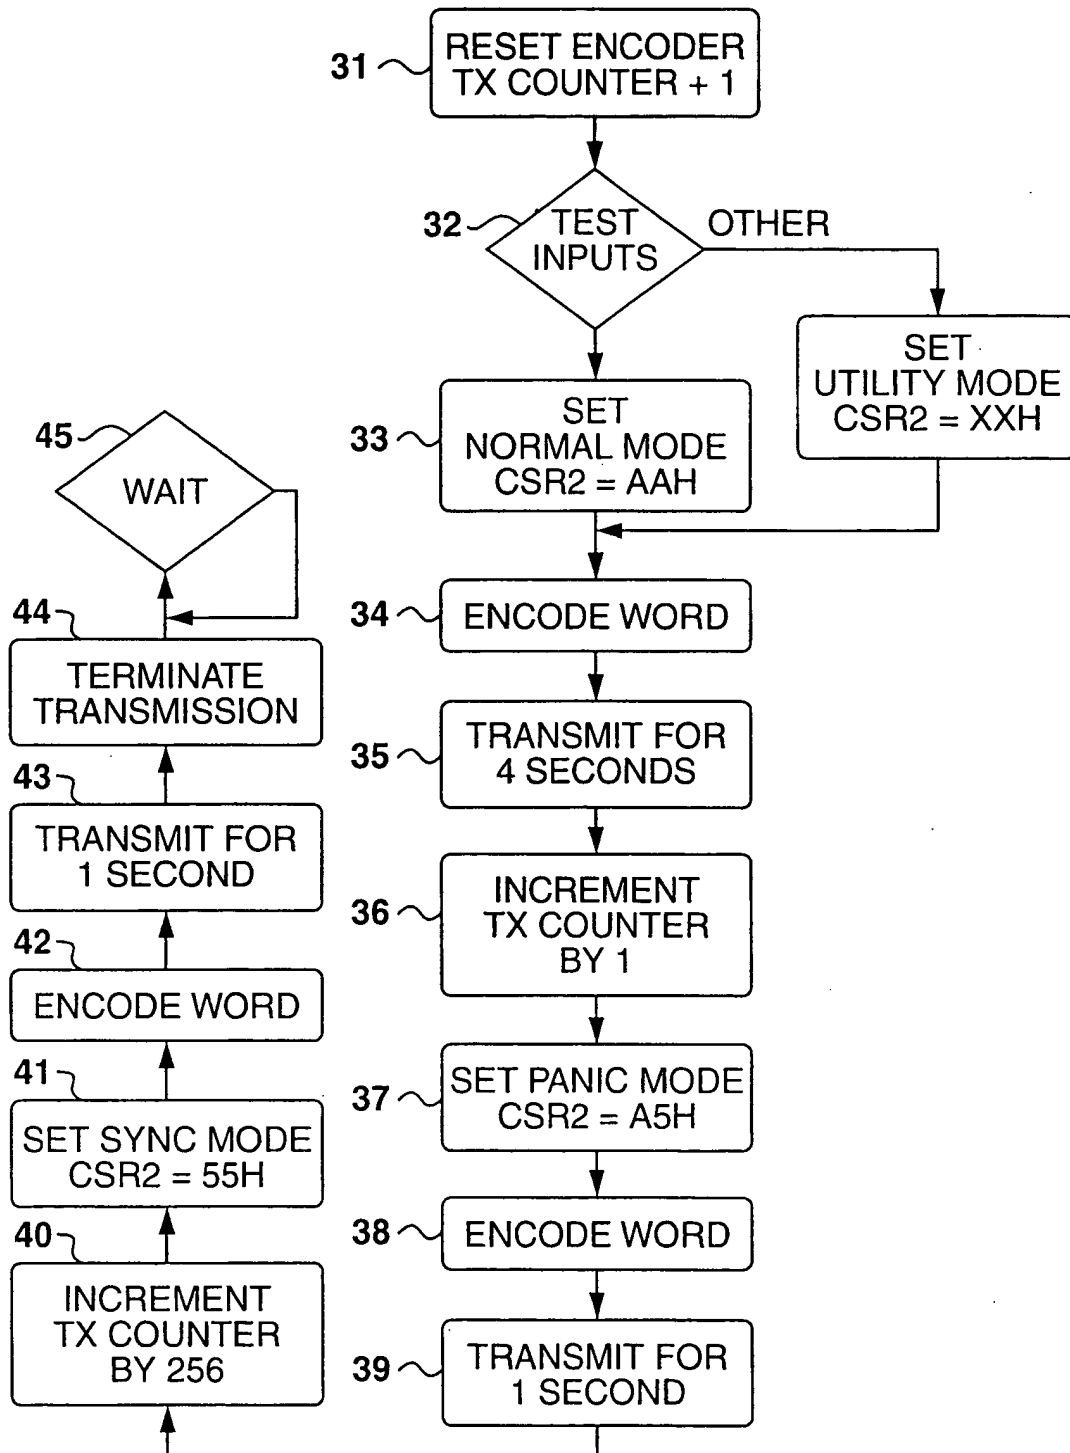 31
RESET ENCODER
TX COUNTER + 1
32
TEST
INPUTS
OTHER
SET
UTILITY MODE
CSR2 = XXH
33
SET
NORMAL MODE
CSR2 = AAH
34
ENCODE WORD
35
TRANSMIT FOR
4 SECONDS
36
INCREMENT
TX COUNTER
BY 1
37
SET PANIC MODE
CSR2 = A5H
38
ENCODE WORD
39
TRANSMIT FOR
1 SECOND
40
INCREMENT
TX COUNTER
BY 256
41
SET SYNC MODE
CSR2 = 55H
42
ENCODE WORD
43
TRANSMIT FOR
1 SECOND
44
TERMINATE
TRANSMISSION
45
WAIT